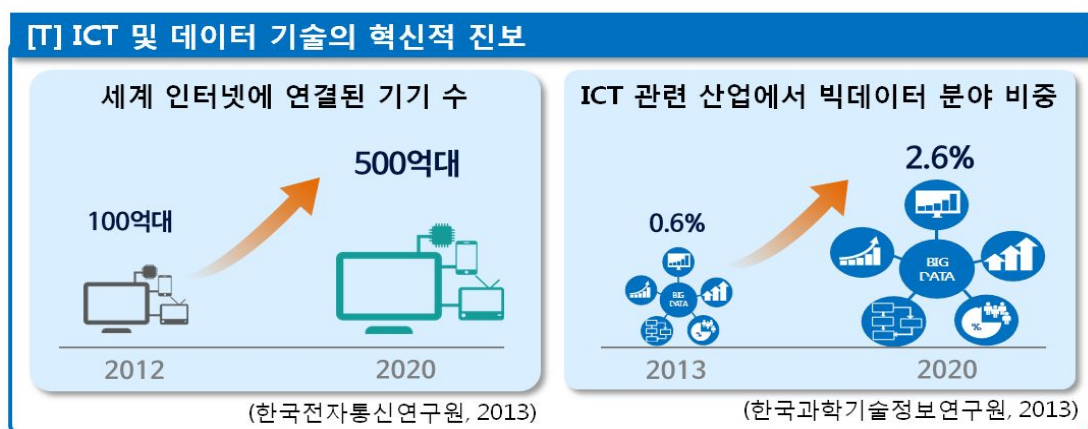 [T] ICT 및 데이터 기술의 혁신적 진보
세계 인터넷에 연결된 기기 수
100억대
500억대
2012
2020
(한국전자통신연구원, 2013)
ICT 관련 산업에서 빅데이터 분야 비중
0.6%
2.6%
BIG
DATA
BIG
DATA
%
2013
2020
(한국과학기술정보연구원, 2013)